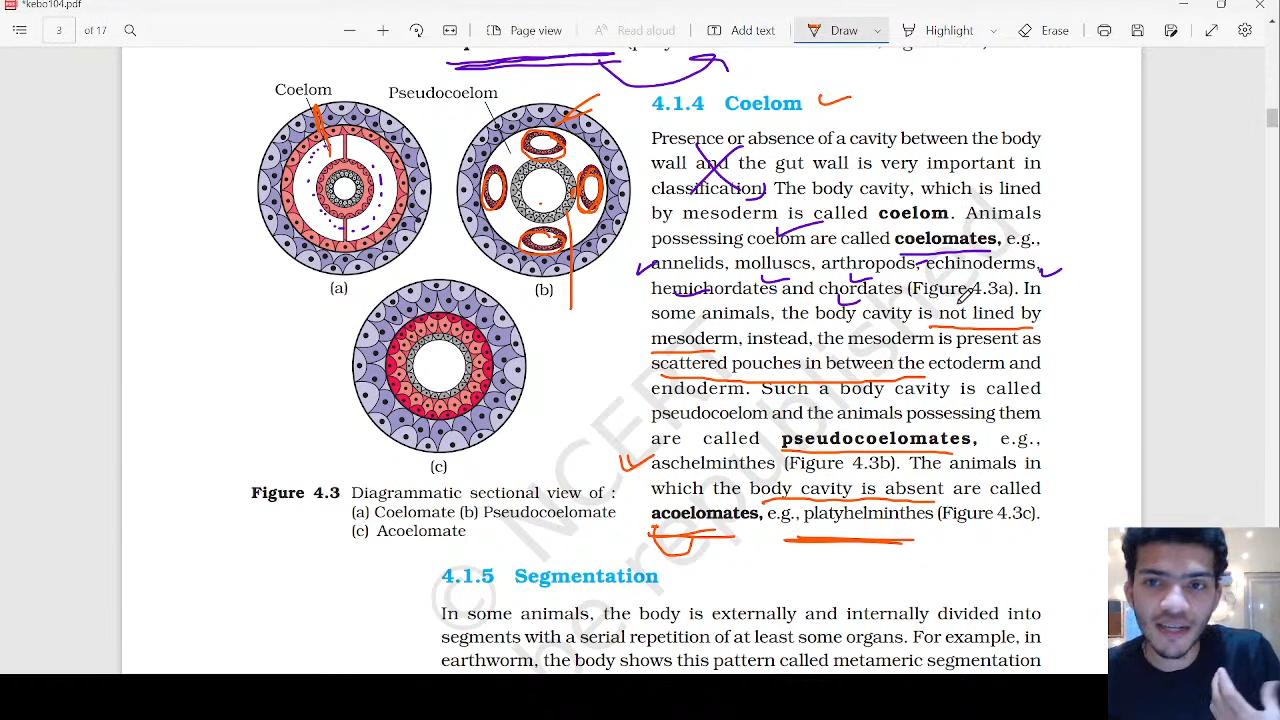 *kebo104.pdf
3 of 17
Page view
Read aloud
Add text
Draw
Highlight
Erase
Coelom
Pseudocoelom
(a)
(b)
(c)
Figure 4.3 Diagrammatic sectional view of :
(a) Coelomate (b) Pseudocoelomate
(c) Acoelomate
4.1.4 Coelom
Presence or absence of a cavity between the body
wall and the gut wall is very important in
classification. The body cavity, which is lined
by mesoderm is called coelom. Animals
possessing coelom are called coelomates, e.g.,
annelids, molluscs, arthropods, echinoderms,
hemichordates and chordates (Figure 4.3a). In
some animals, the body cavity is not lined by
mesoderm, instead, the mesoderm is present as
scattered pouches in between the ectoderm and
endoderm. Such a body cavity is called
pseudocoelom and the animals possessing them
are called pseudocoelomates, e.g.,
aschelminthes (Figure 4.3b). The animals in
which the body cavity is absent are called
acoelomates, e.g., platyhelminthes (Figure 4.3c).
4.1.5 Segmentation
In some animals, the body is externally and internally divided into
segments with a serial repetition of at least some organs. For example, in
earthworm, the body shows this pattern called metameric segmentation
© NCERT
be republished